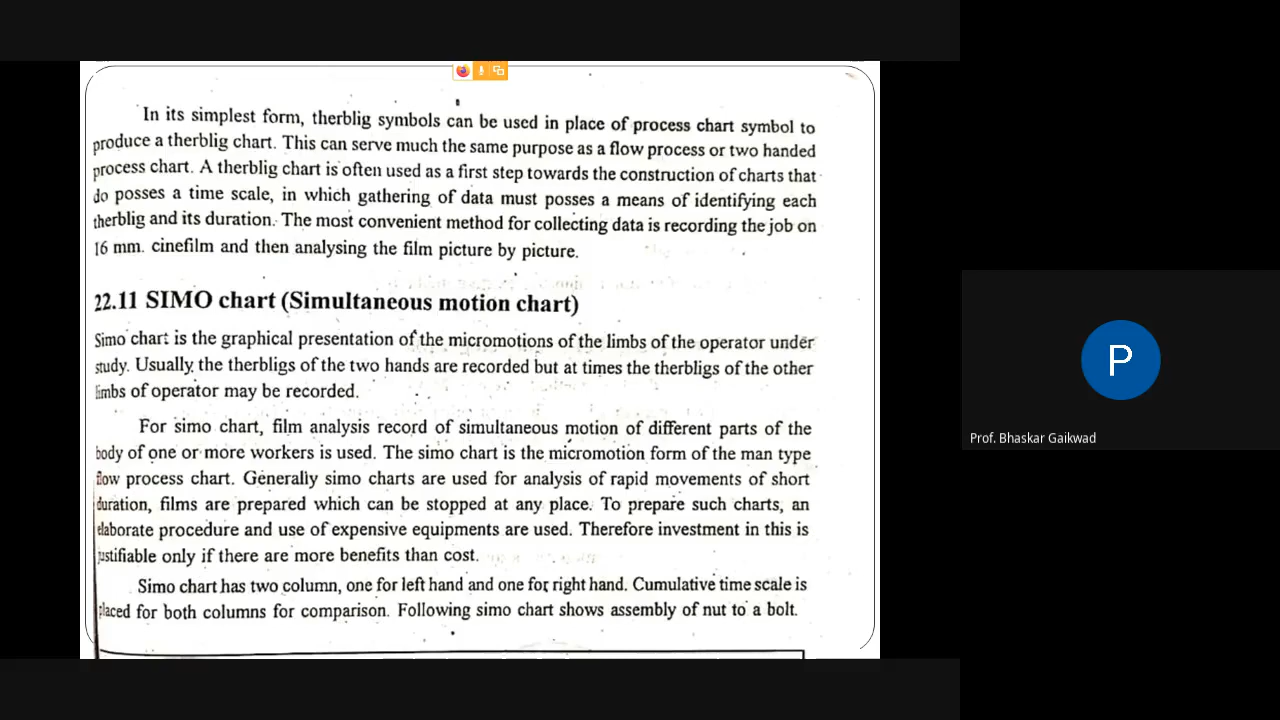 In its simplest form, therblig symbols can be used in place of process chart symbol to
produce a therblig chart. This can serve much the same purpose as a flow process or two handed
process chart. A therblig chart is often used as a first step towards the construction of charts that
do posses a time scale, in which gathering of data must posses a means of identifying each
therblig and its duration. The most convenient method for collecting data is recording the job on
16 mm. cinefilm and then analysing the film picture by picture.
22.11 SIMO chart (Simultaneous motion chart)
Simo chart is the graphical presentation of the micromotions of the limbs of the operator under
study. Usually, the therbligs of the two hands are recorded but at times the therbligs of the other
limbs of operator may be recorded.
For simo chart, film analysis record of simultaneous motion of different parts of the
body of one or more workers is used. The simo chart is the micromotion form of the man type
flow process chart. Generally simo charts are used for analysis of rapid movements of short
duration, films are prepared which can be stopped at any place. To prepare such charts, an
elaborate procedure and use of expensive equipments are used. Therefore investment in this is
justifiable only if there are more benefits than cost.
Simo chart has two column, one for left hand and one for right hand. Cumulative time scale is
placed for both columns for comparison. Following simo chart shows assembly of nut to a bolt.
P
Prof. Bhaskar Gaikwad